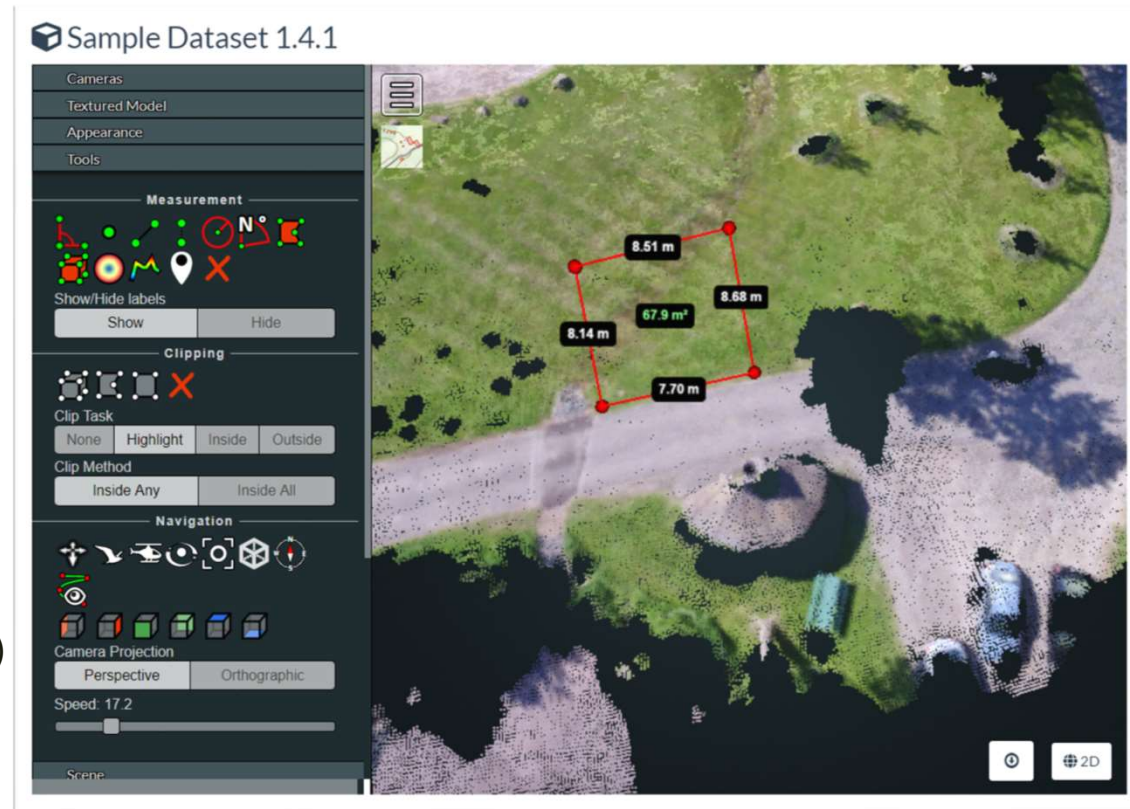 Sample Dataset 1.4.1
Cameras
Textured Model
Appearance
Tools
Measurement
N °
Show/Hide labels
Show Hide
Clipping
Clip Task
None Highlight Inside Outside
Clip Method
Inside Any Inside All
Navigation
N
S
Camera Projection
Perspective Orthographic
Speed: 17.2
Scene
8.51 m
8.68 m
67.9 m²
8.14 m
7.70 m
2D